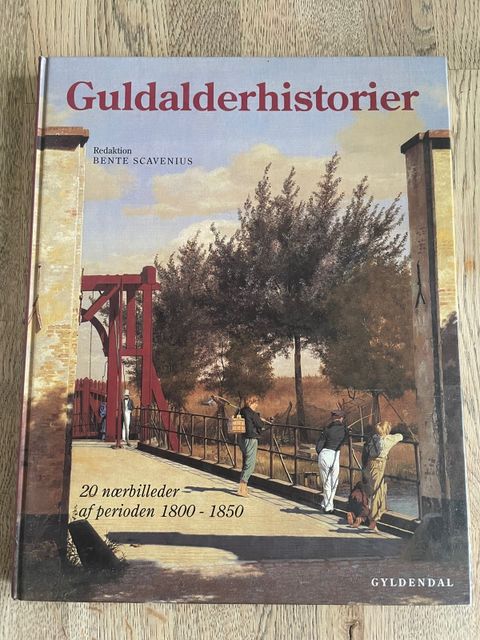 Guldalderhistorier
Redaktion
BENTE SCAVENIUS
20 nærbilleder –
af perioden 1800 - 1850
GYLDENDAL